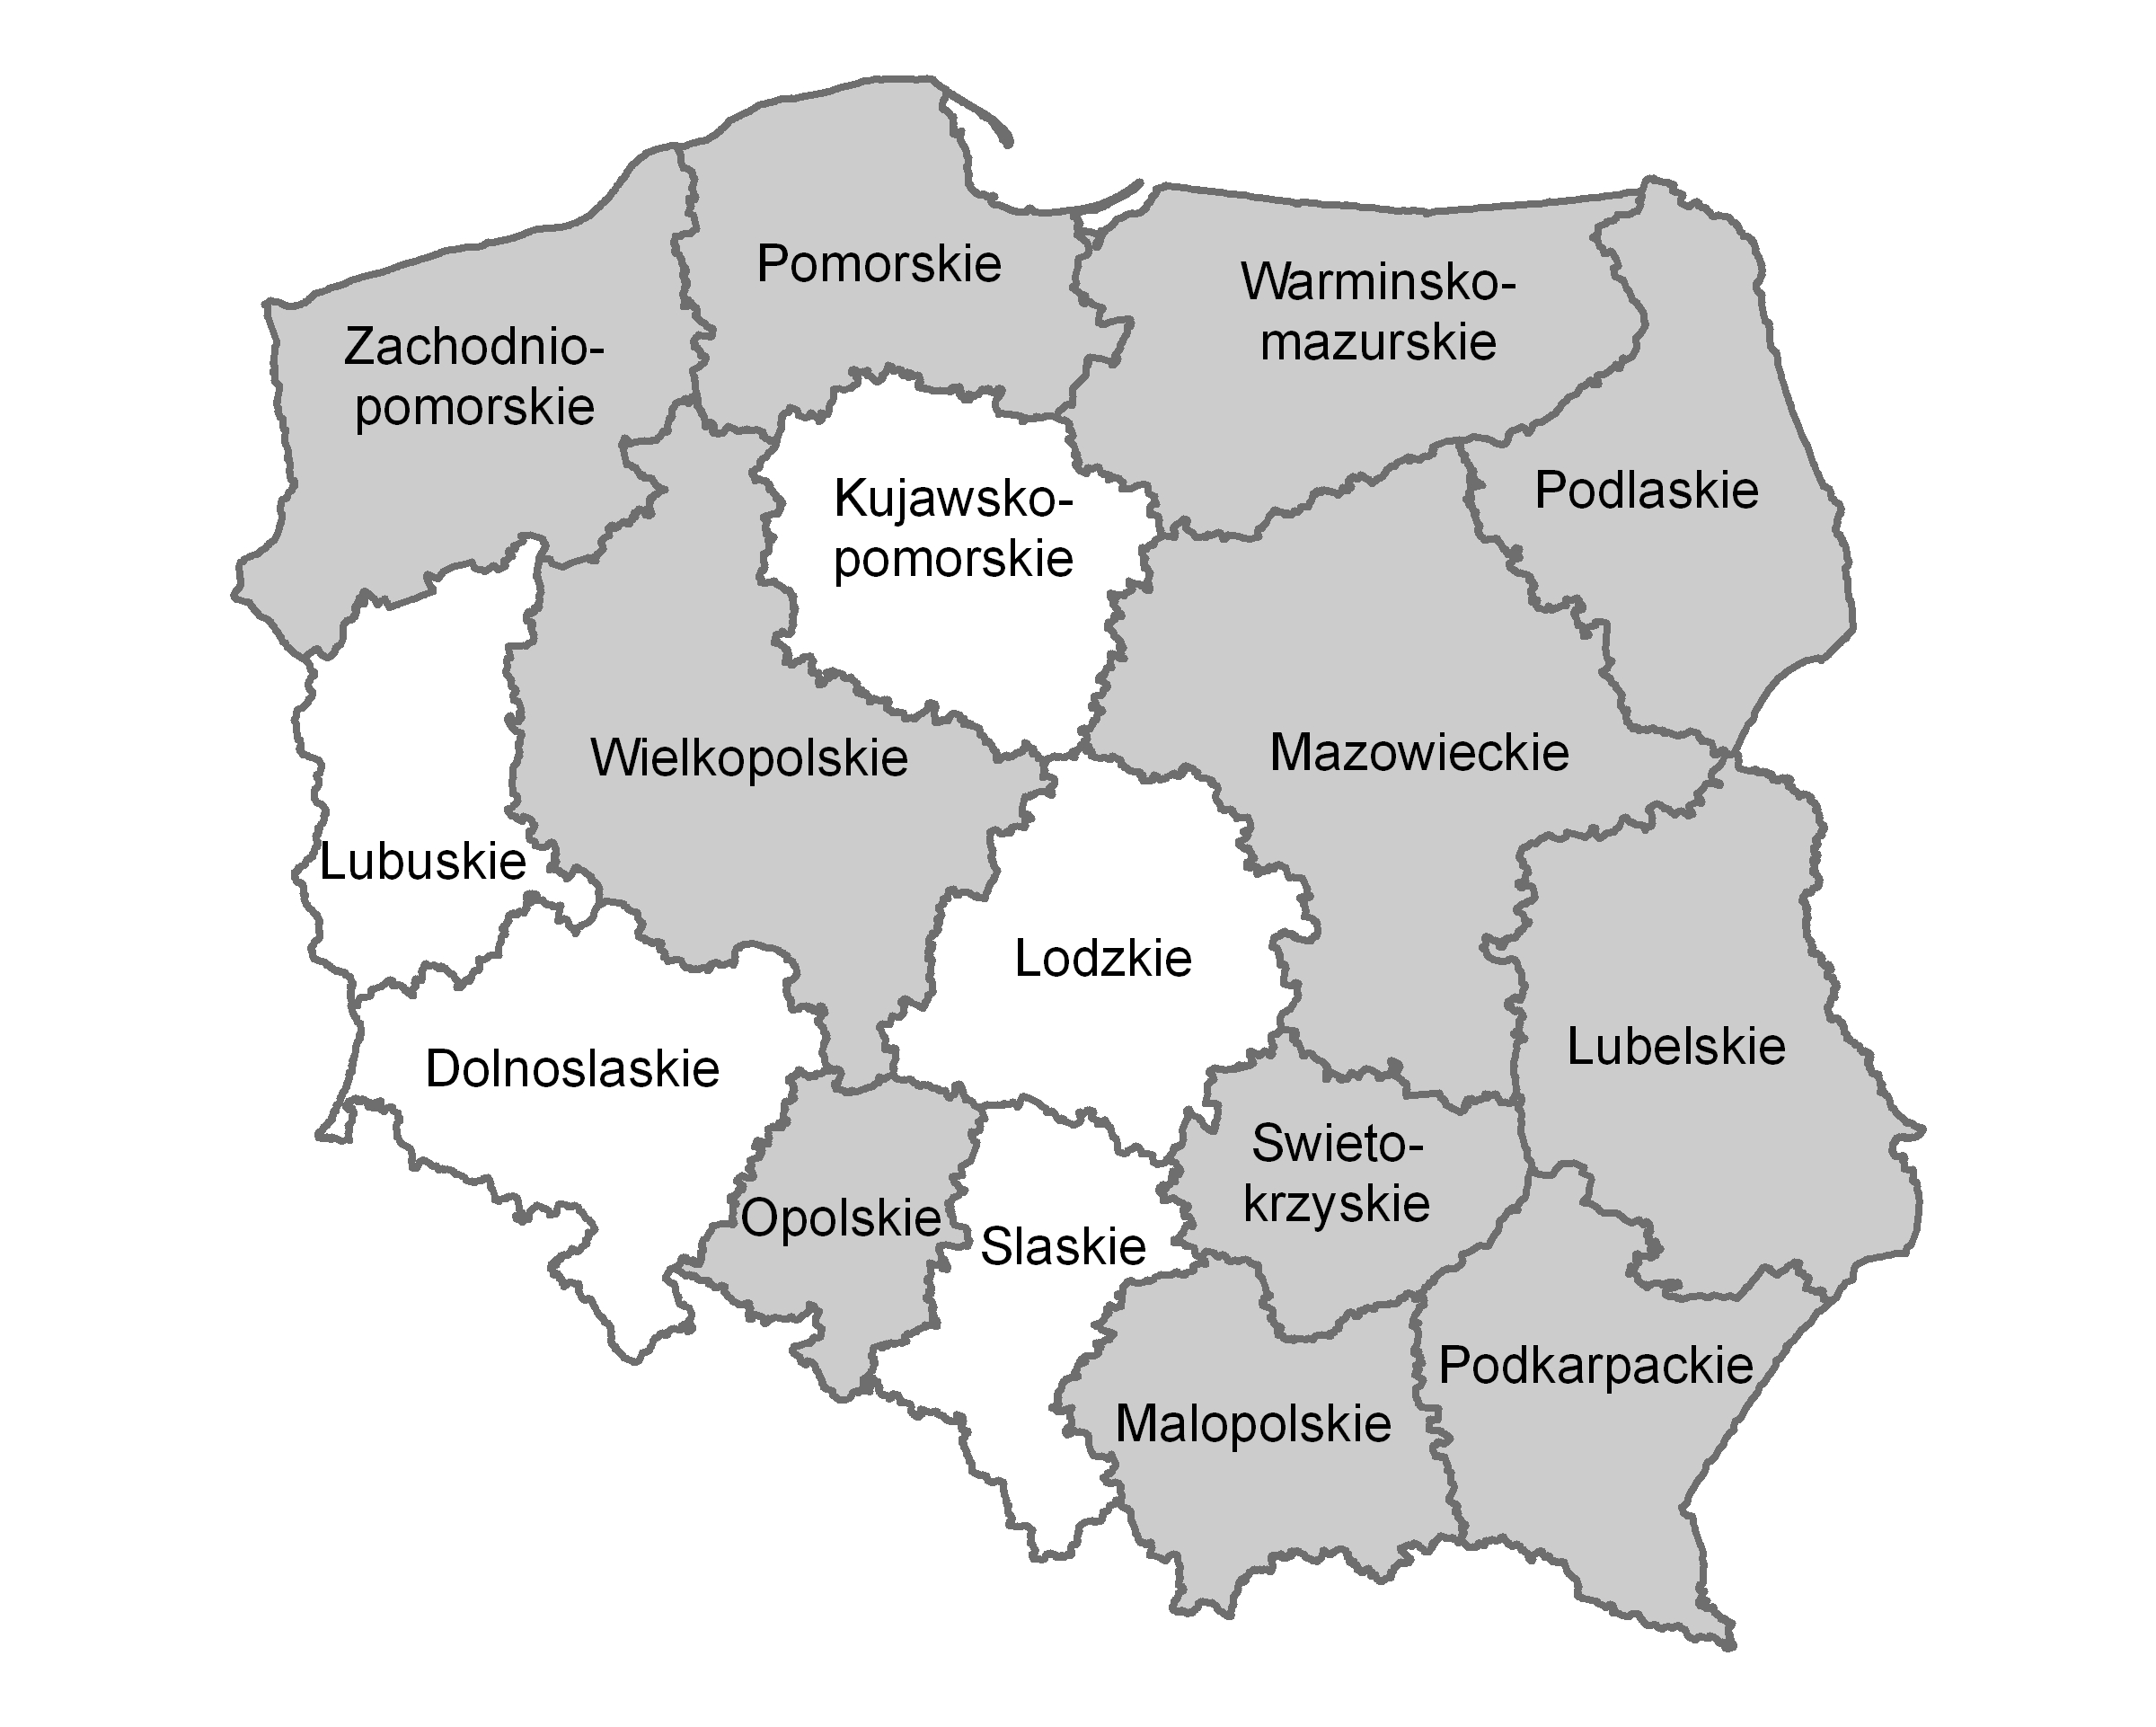 Pomorskie
Warminsko-
mazurskie
Zachodnio-
pomorskie
Kujawsko-
pomorskie
Podlaskie
Wielkopolskie
Mazowieckie
Lubuskie
Lodzkie
Dolnoslaskie
Lubelskie
Swieto-
krzyskie
Opolskie
Slaskie
Podkarpackie
Malopolskie